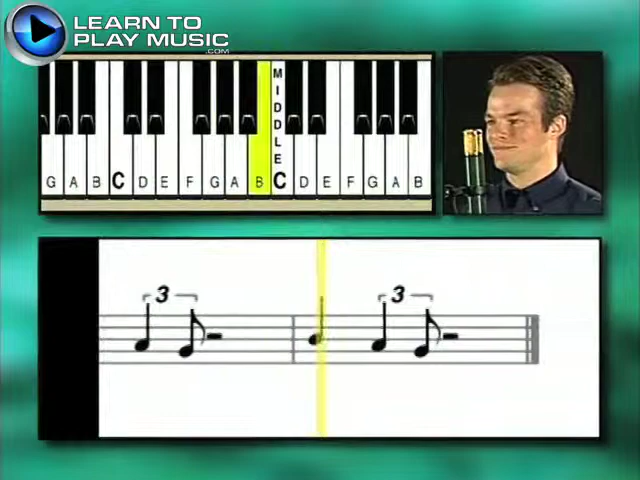 LEARN TO
PLAY MUSIC
.COM
MIDDLE
G A B C D E F G A B C D E F G A B
3 3